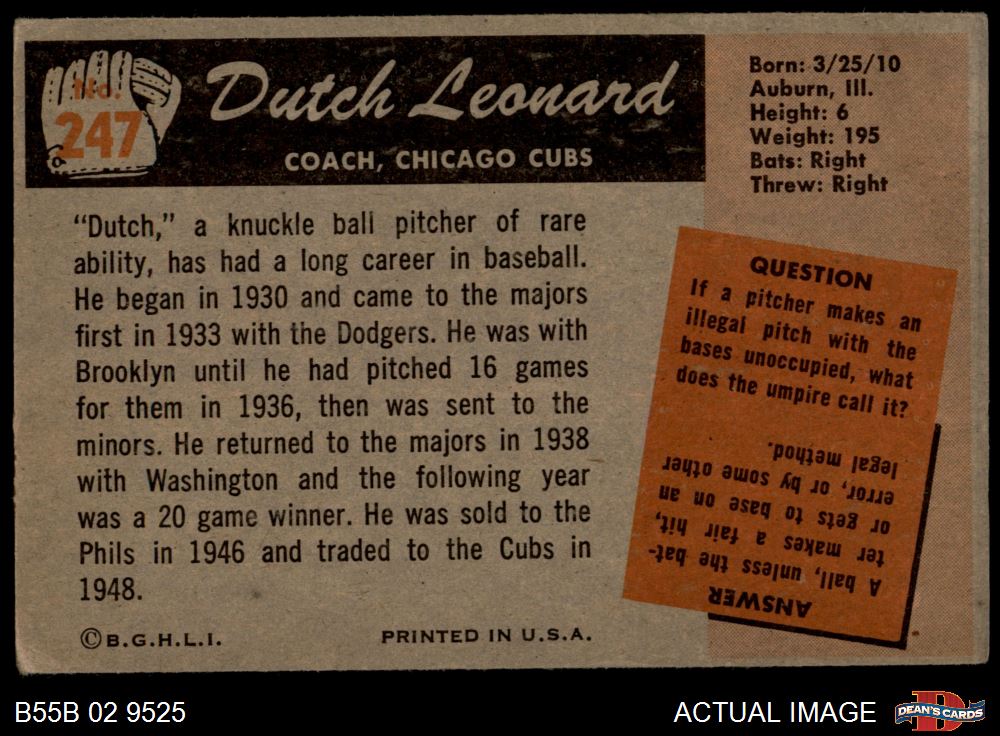 No.
247
Dutch Leonard
COACH, CHICAGO CUBS
Born: 3/25/10
Auburn, Ill.
Height: 6
Weight: 195
Bats: Right
Threw: Right
“Dutch,” a knuckle ball pitcher of rare
ability, has had a long career in baseball.
He began in 1930 and came to the majors
first in 1933 with the Dodgers. He was with
Brooklyn until he had pitched 16 games
for them in 1936, then was sent to the
minors. He returned to the majors in 1938
with Washington and the following year
was a 20 game winner. He was sold to the
Phils in 1946 and traded to the Cubs in
1948.
QUESTION
If a pitcher makes an
illegal pitch with the
bases unoccupied, what
does the umpire call it?
ANSWER
A ball, unless the bat-
ter makes a fair hit,
or gets to base on an
error, or by some other
legal method.
©B.G.H.L.I.
PRINTED IN U.S.A.
B55B 02 9525
ACTUAL IMAGE
DEAN'S CARDS